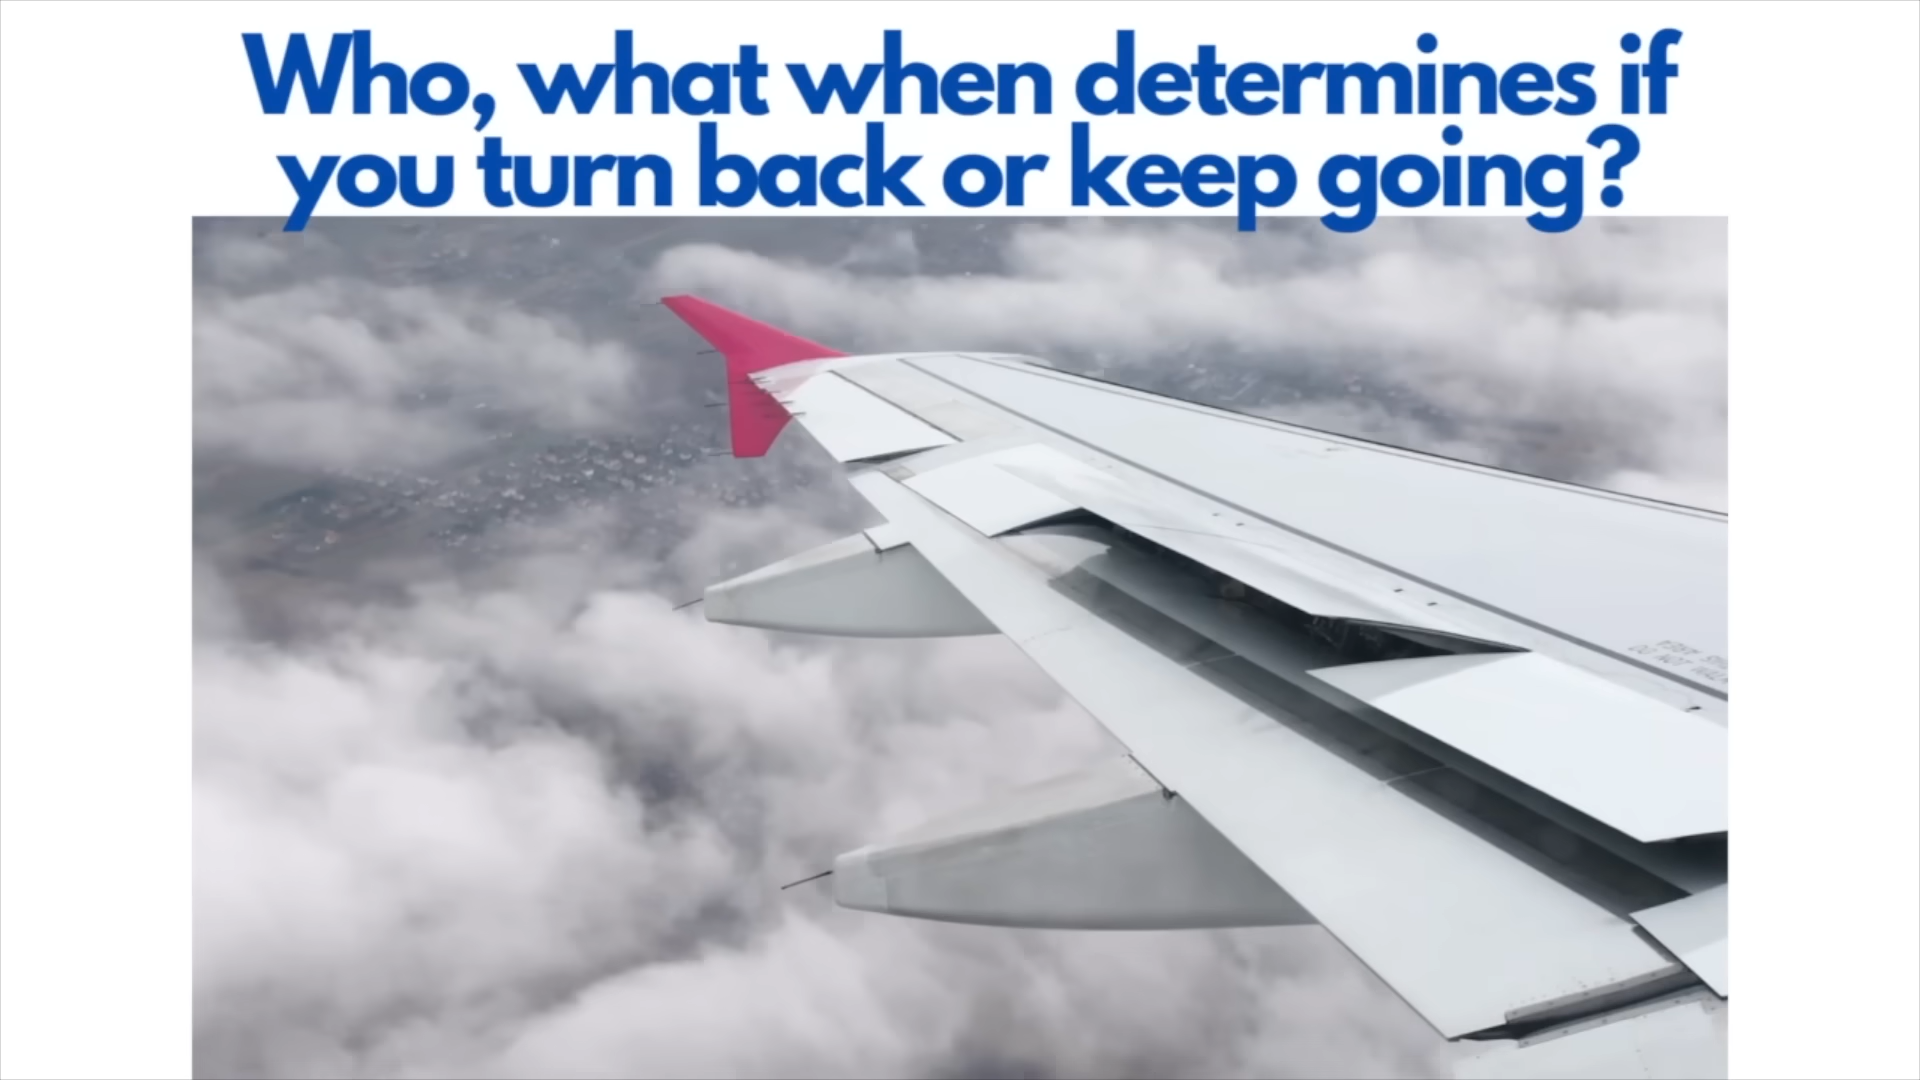 Who, what when determines if
you turn back or keep going?